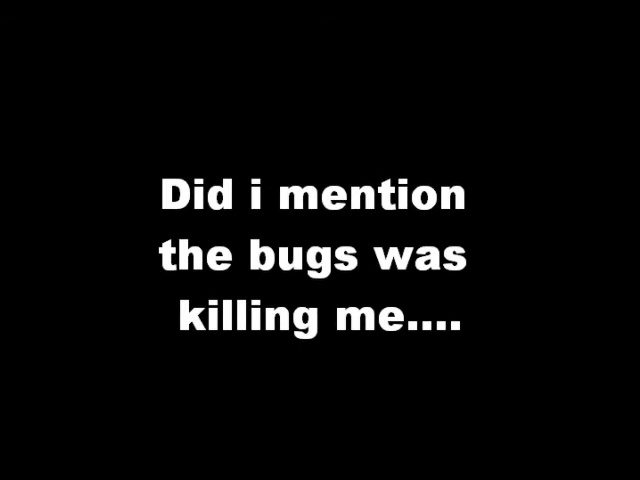 Did i mention
the bugs was
killing me....